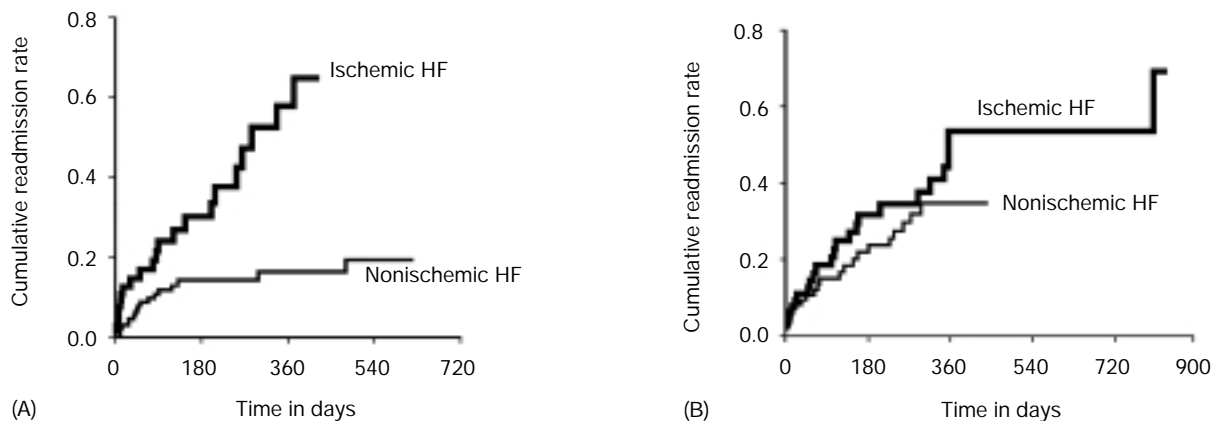 Cumulative readmission rate
0.8
0.6
0.4
0.2
0.0
Ischemic HF
Nonischemic HF
0 180 360 540 720
Time in days
(A)
Cumulative readmission rate
0.8
0.6
0.4
0.2
0.0
Ischemic HF
Nonischemic HF
0 180 360 540 720 900
Time in days
(B)